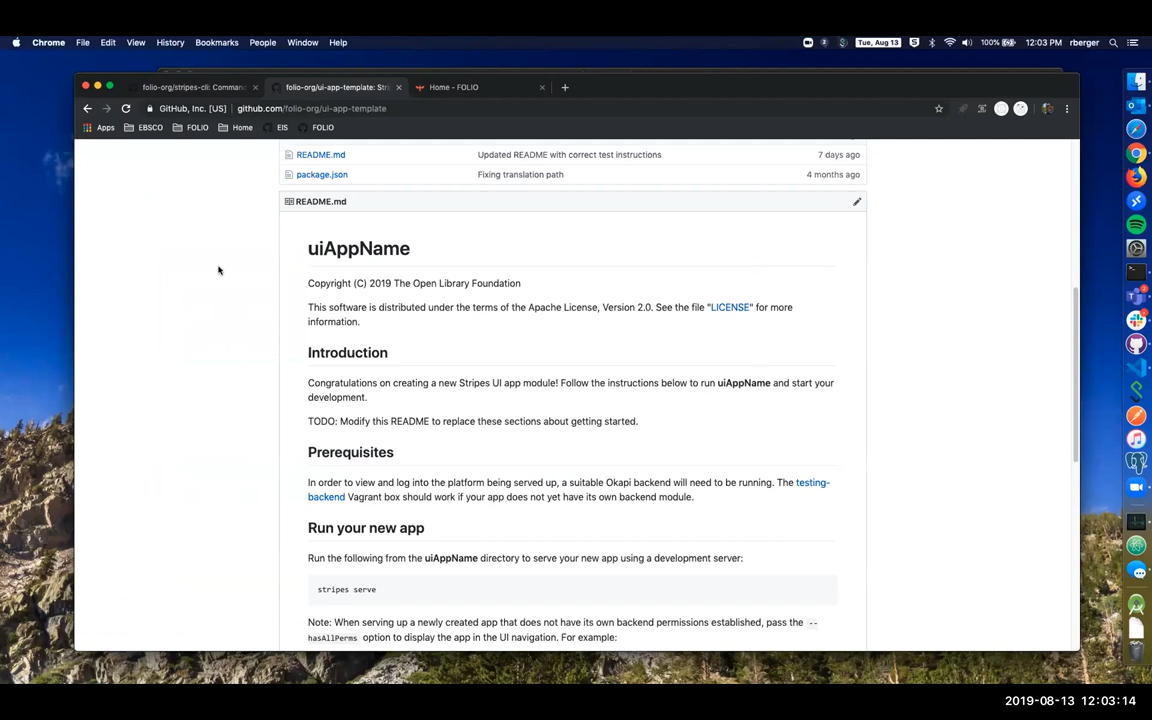 Chrome File Edit View History Bookmarks People Window Help Tue, Aug 13 100% 12:03 PM rberger
folio-org/stripes-cli: Comman folio-org/ui-app-template: Stri Home - FOLIO
GitHub, Inc. [US] github.com/folio-org/ui-app-template
Apps EBSCO FOLIO Home EIS FOLIO
README.md Updated README with correct test instructions 7 days ago
package.json Fixing translation path 4 months ago
README.md
uiAppName
Copyright (C) 2019 The Open Library Foundation
This software is distributed under the terms of the Apache License, Version 2.0. See the file "LICENSE" for more
information.
Introduction
Congratulations on creating a new Stripes UI app module! Follow the instructions below to run uiAppName and start your
development.
TODO: Modify this README to replace these sections about getting started.
Prerequisites
In order to view and log into the platform being served up, a suitable Okapi backend will need to be running. The testing-
backend Vagrant box should work if your app does not yet have its own backend module.
Run your new app
Run the following from the uiAppName directory to serve your new app using a development server:
stripes serve
Note: When serving up a newly created app that does not have its own backend permissions established, pass the --
hasAllPerms option to display the app in the UI navigation. For example:
2019-08-13 12:03:14